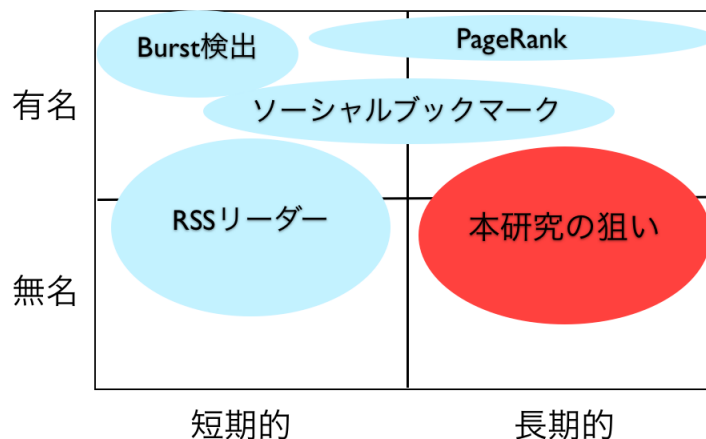 Burst検出
PageRank
有名
ソーシャルブックマーク
RSSリーダー
本研究の狙い
無名
短期的
長期的